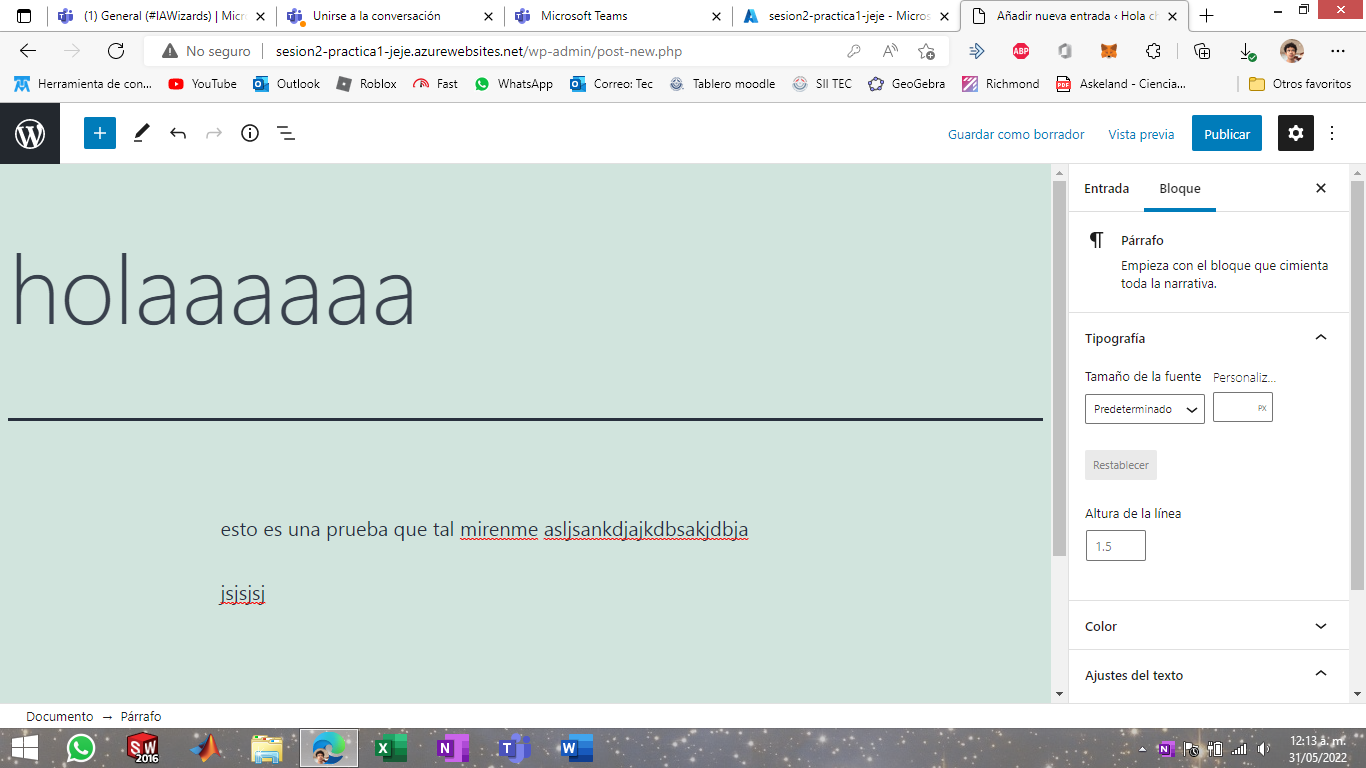 (1) General (#IAWizards) | Micro
Unirse a la conversación
Microsoft Teams
sesion2-practica1-jeje - Micros
Añadir nueva entrada ‹ Hola ch
No seguro
sesion2-practica1-jeje.azurewebsites.net/wp-admin/post-new.php
ABP
Herramienta de con...
YouTube
Outlook
Roblox
Fast
WhatsApp
Correo: Tec
Tablero moodle
SII TEC
GeoGebra
Richmond
PDF
Askeland - Ciencia...
Otros favoritos
Guardar como borrador
Vista previa
Publicar
Entrada
Bloque
holaaaaaa
esto es una prueba que tal mirenme asljsankdjajkdbsakjdbja
jsjsjsj
Párrafo
Empieza con el bloque que cimienta
toda la narrativa.
Tipografía
Tamaño de la fuente
Personaliz...
Predeterminado
PX
Restablecer
Altura de la línea
1.5
Color
Ajustes del texto
Documento → Párrafo
SW
2016
12:13 a. m.
31/05/2022